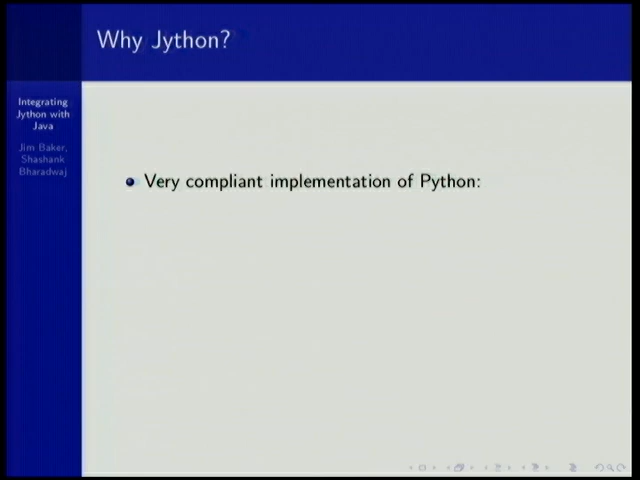 Why Jython?
Integrating
Jython with
Java
Jim Baker,
Shashank
Bharadwaj
Very compliant implementation of Python: